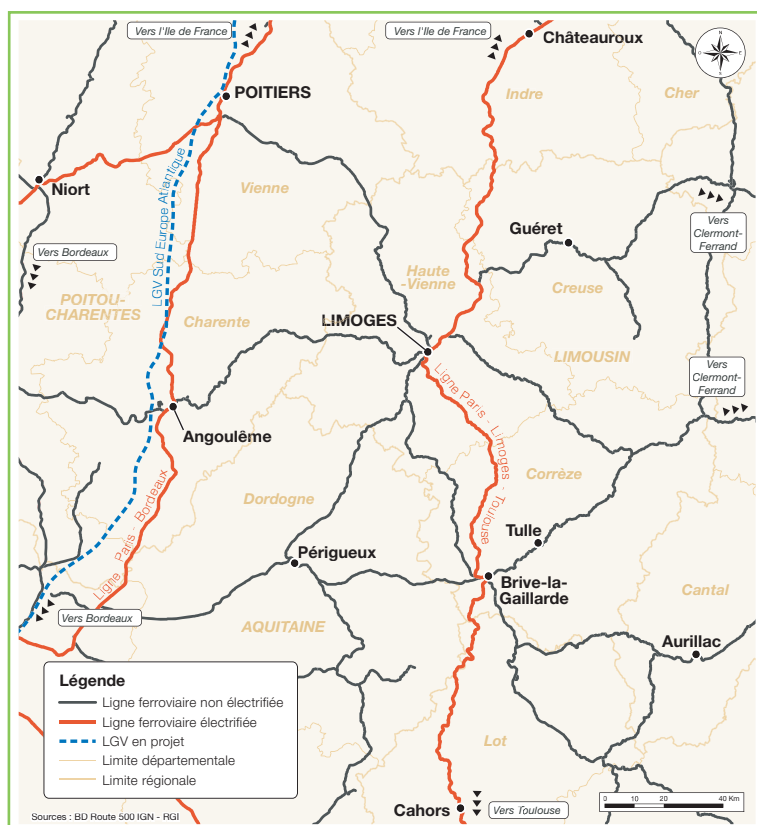 Vers l'Ile de France
Vers l'Ile de France
Châteauroux
N
O
E
S
POITIERS
Indre
Cher
Niort
Vienne
LGV Sud Europe Atlantique
Vers
Clermont-
Ferrand
Guéret
Vers Bordeaux
Haute
-Vienne
Creuse
POITOU-
CHARENTES
Charente
LIMOGES
LIMOUSIN
Vers
Clermont-
Ferrand
Ligne Paris - Limoges - Toulouse
Angoulême
Ligne Paris - Bordeaux
Corrèze
Dordogne
Tulle
Périgueux
Brive-la-
Gaillarde
Cantal
Vers Bordeaux
AQUITAINE
Aurillac
Légende
Ligne ferroviaire non électrifiée
Ligne ferroviaire électrifiée
LGV en projet
Limite départementale
Limite régionale
Lot
Cahors
Vers Toulouse
0 10 20 40 Km
Sources : BD Route 500 IGN - RGI